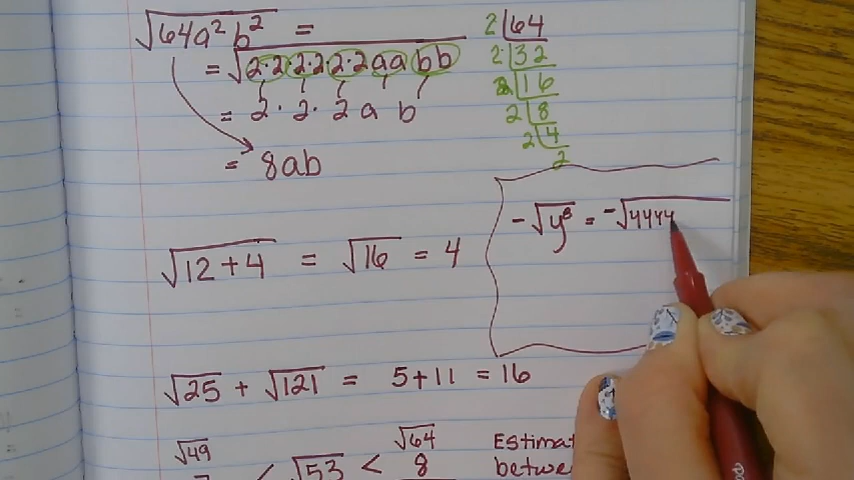 √64a²b² =
= √2·2·2·2·2·2aabb
= 2·2·2ab
= 8ab
2 64
2 32
2 16
2 8
2 4
2
-√y⁸ = -√yyyy
√12+4 = √16 = 4
√25 + √121 = 5+11 = 16
√49 √64
< √53 < 8
Estimat
betwe